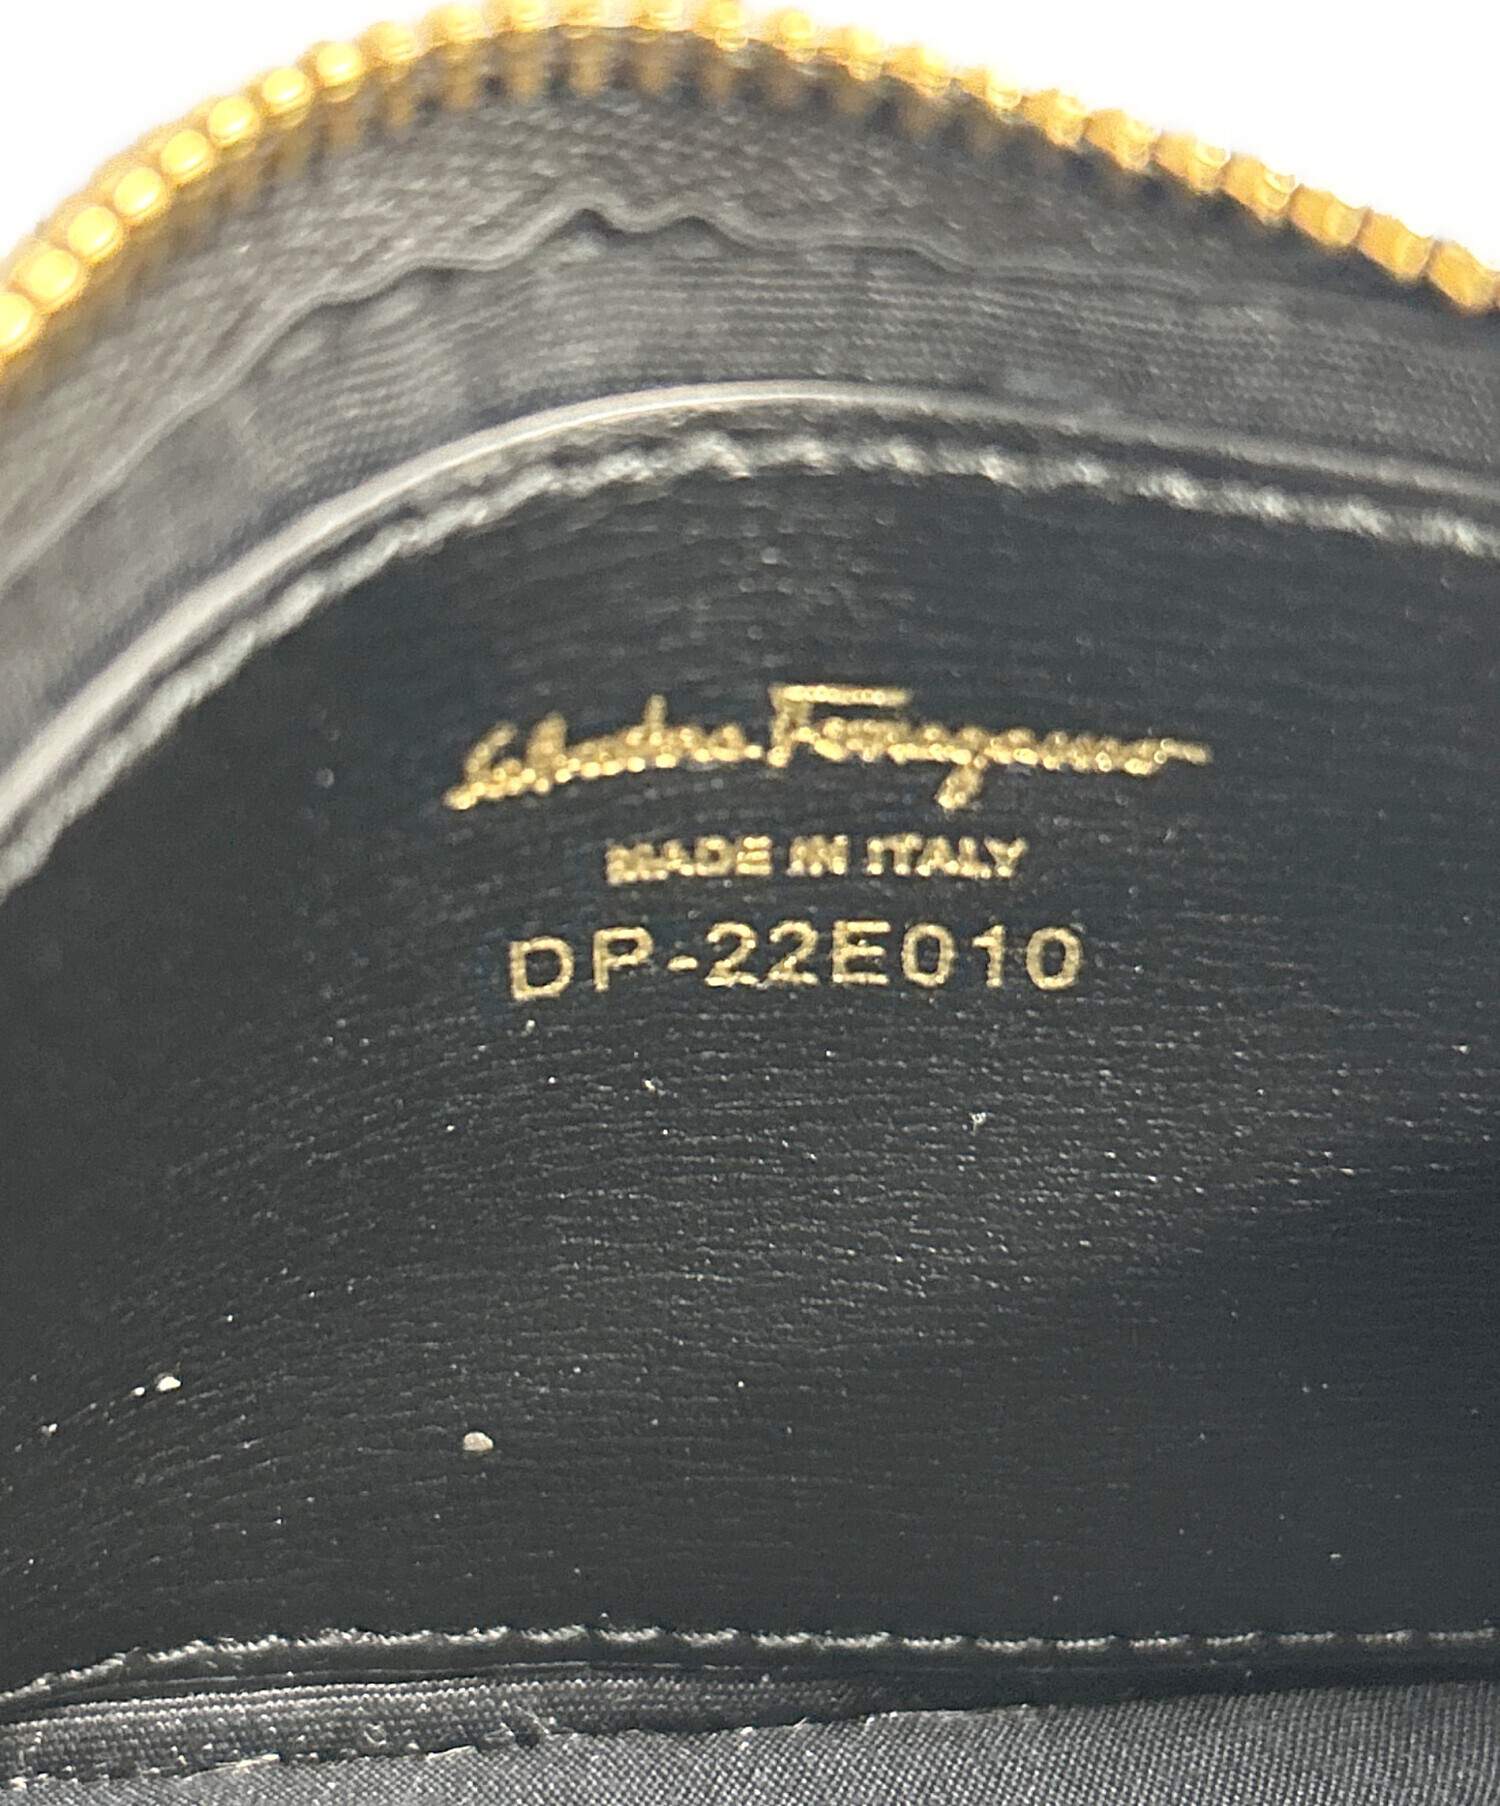 Salvatore Ferragamo
MADE IN ITALY
DP-22E010